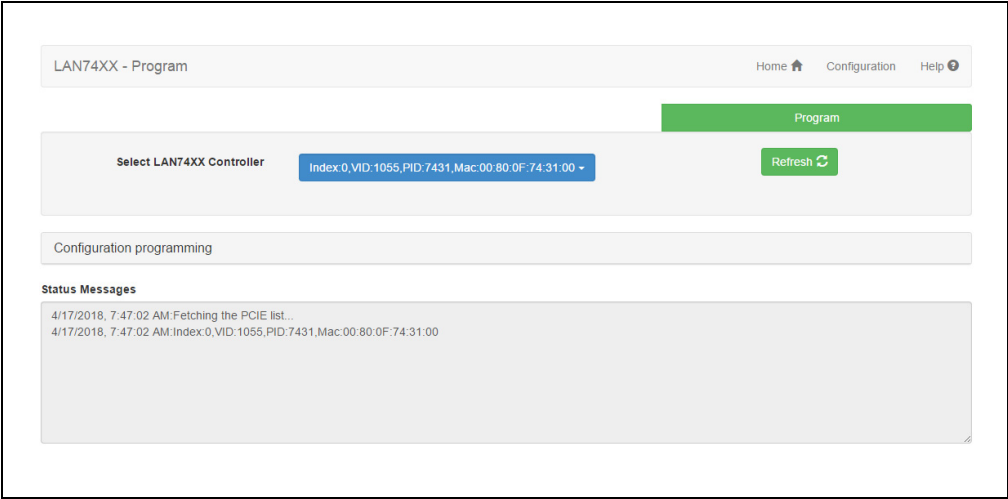 LAN74XX - Program
Home
Configuration
Help
Program
Select LAN74XX Controller
Index:0,VID:1055,PID:7431,Mac:00:80:0F:74:31:00
Refresh
Configuration programming
Status Messages
4/17/2018, 7:47:02 AM:Fetching the PCIE list...
4/17/2018, 7:47:02 AM:Index:0,VID:1055,PID:7431,Mac:00:80:0F:74:31:00